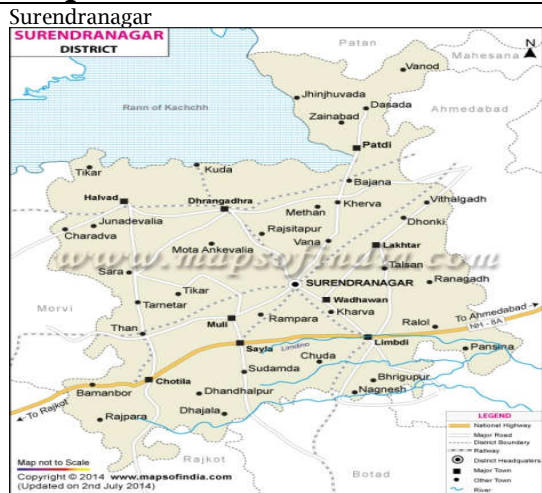 Surendranagar
SURENDRANAGAR
DISTRICT
N
Patan
Mahesana
Vanod
Jhinjhuvada
Dasada
Zainabad
Ahmedabad
Rann of Kachchh
Patdi
Tikar
Kuda
Bajana
Halvad
Dhrangadhra
Kherva
Vithalgadh
Methan
Junadevalia
Dhonki
Charadva
Rajsitapur
Mota Ankevalia
Vana
Lakhtar
www.mapsofindia.com
Sara
Talsan
SURENDRANAGAR
Ranagadh
Tikar
Wadhawan
Morvi
Tarnetar
Kharva
To Ahmedabad
Than
Muli
Rampara
Ralol
NH - 8A
Limbdi
Sayla
Limdino
Pansina
Chuda
Sudamda
Chotila
Bhrigupur
Bamanbor
Dhandhalpur
Nagnesh
To Rajkot
Dhajala
Rajpara
LEGEND
National Highway
Major Road
District Boundary
Railway
District Headquaters
Major Town
Other Town
River
Rajkot
Botad
Map not to Scale
Copyright © 2014 www.mapsofindia.com
(Updated on 2nd July 2014)